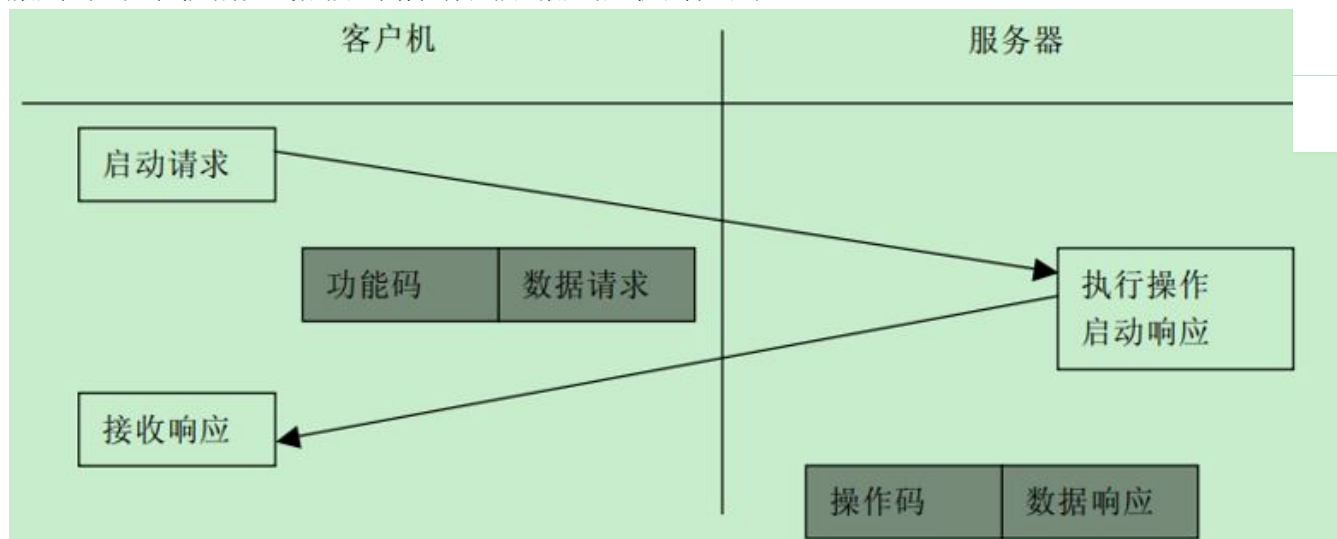 客户机
服务器
启动请求
功能码
数据请求
执行操作
启动响应
接收响应
操作码
数据响应